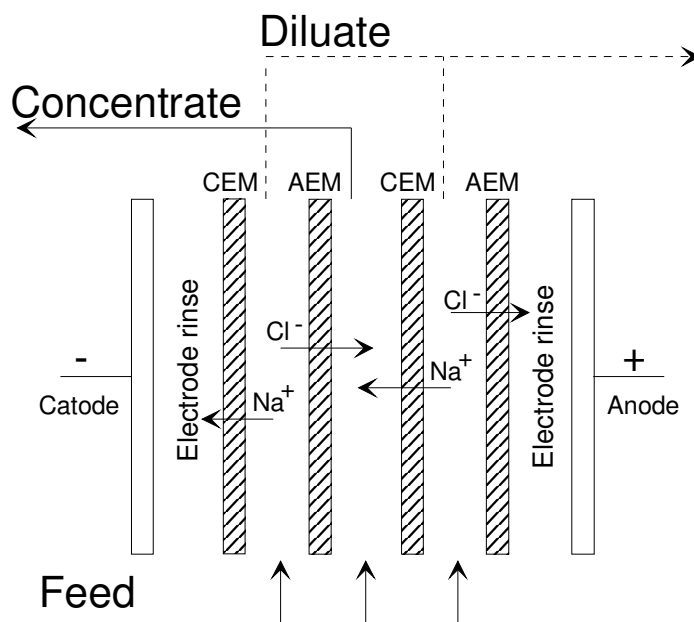 Diluate
Concentrate
CEM AEM CEM AEM
Electrode rinse
Cl-
Na+
Cl-
Na+
Electrode rinse
-
Catode
+
Anode
Feed